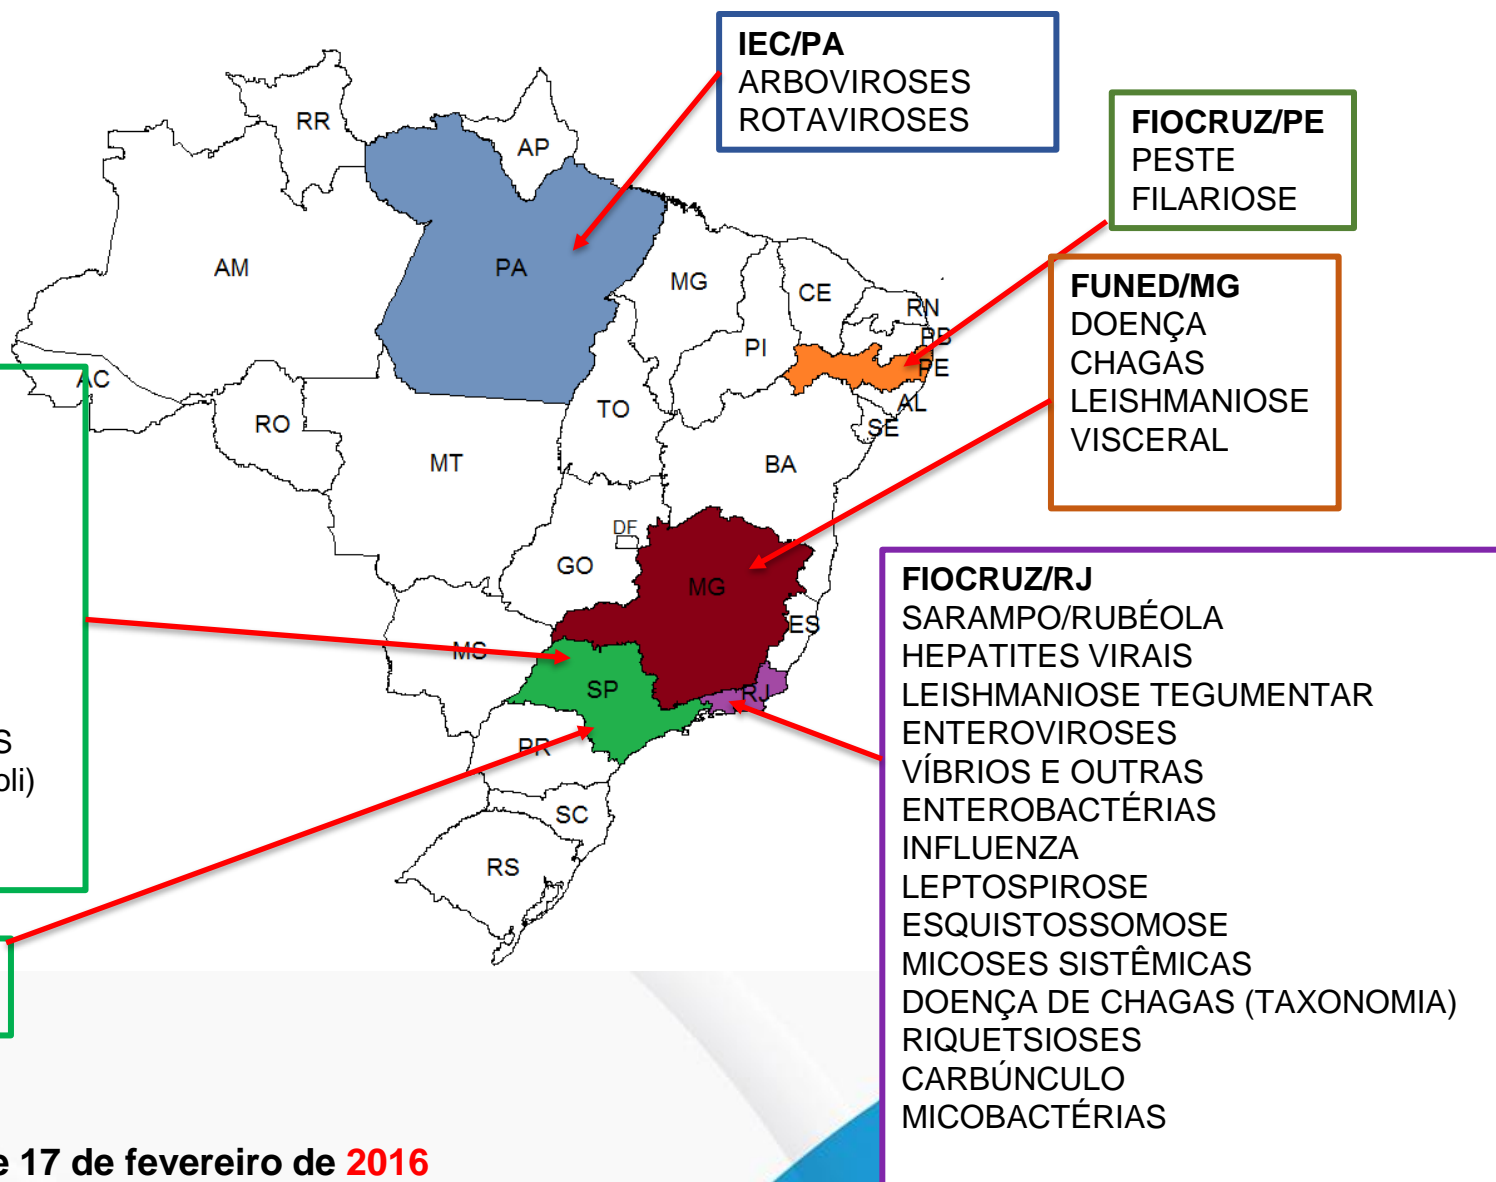 IEC/PA
ARBOVIROSES
ROTAVIROSES
FIOCRUZ/PE
PESTE
FILARIOSE
FUNED/MG
DOENÇA
CHAGAS
LEISHMANIOSE
VISCERAL
FIOCRUZ/RJ
SARAMPO/RUBÉOLA
HEPATITES VIRAIS
LEISHMANIOSE TEGUMENTAR
ENTEROVIROSES
VÍBRIOS E OUTRAS
ENTEROBACTÉRIAS
INFLUENZA
LEPTOSPIROSE
ESQUISTOSSOMOSE
MICOSES SISTÊMICAS
DOENÇA DE CHAGAS (TAXONOMIA)
RIQUETSIOSES
CARBÚNCULO
MICOBACTÉRIAS
RR
AP
AM
PA
MG
CE
RN
PB
PI
PE
AC
AL
TO
RO
SE
MT
BA
DF
GO
MG
ES
MS
SP
RJ
PR
SC
RS
S
oli)
e 17 de fevereiro de 2016